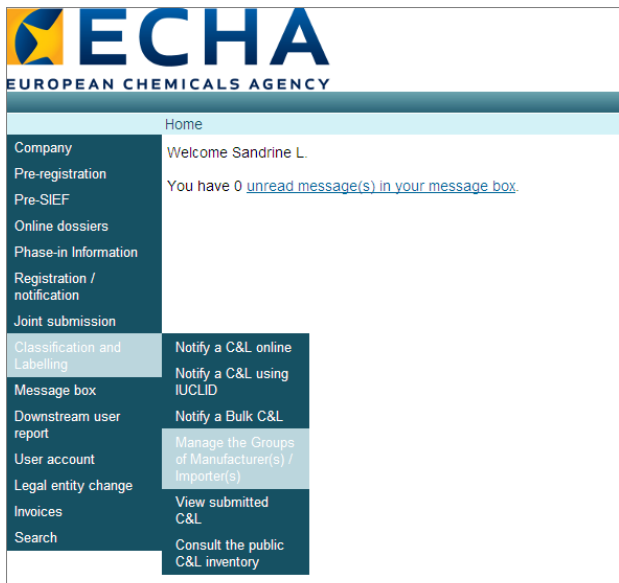 ECHA
EUROPEAN CHEMICALS AGENCY
Home
Welcome Sandrine L.
You have 0 unread message(s) in your message box.
Company
Pre-registration
Pre-SIEF
Online dossiers
Phase-in Information
Registration /
notification
Joint submission
Classification and
Labelling
Message box
Downstream user
report
User account
Legal entity change
Invoices
Search
Notify a C&L online
Notify a C&L using
IUCLID
Notify a Bulk C&L
Manage the Groups
of Manufacturer(s) /
Importer(s)
View submitted
C&L
Consult the public
C&L inventory